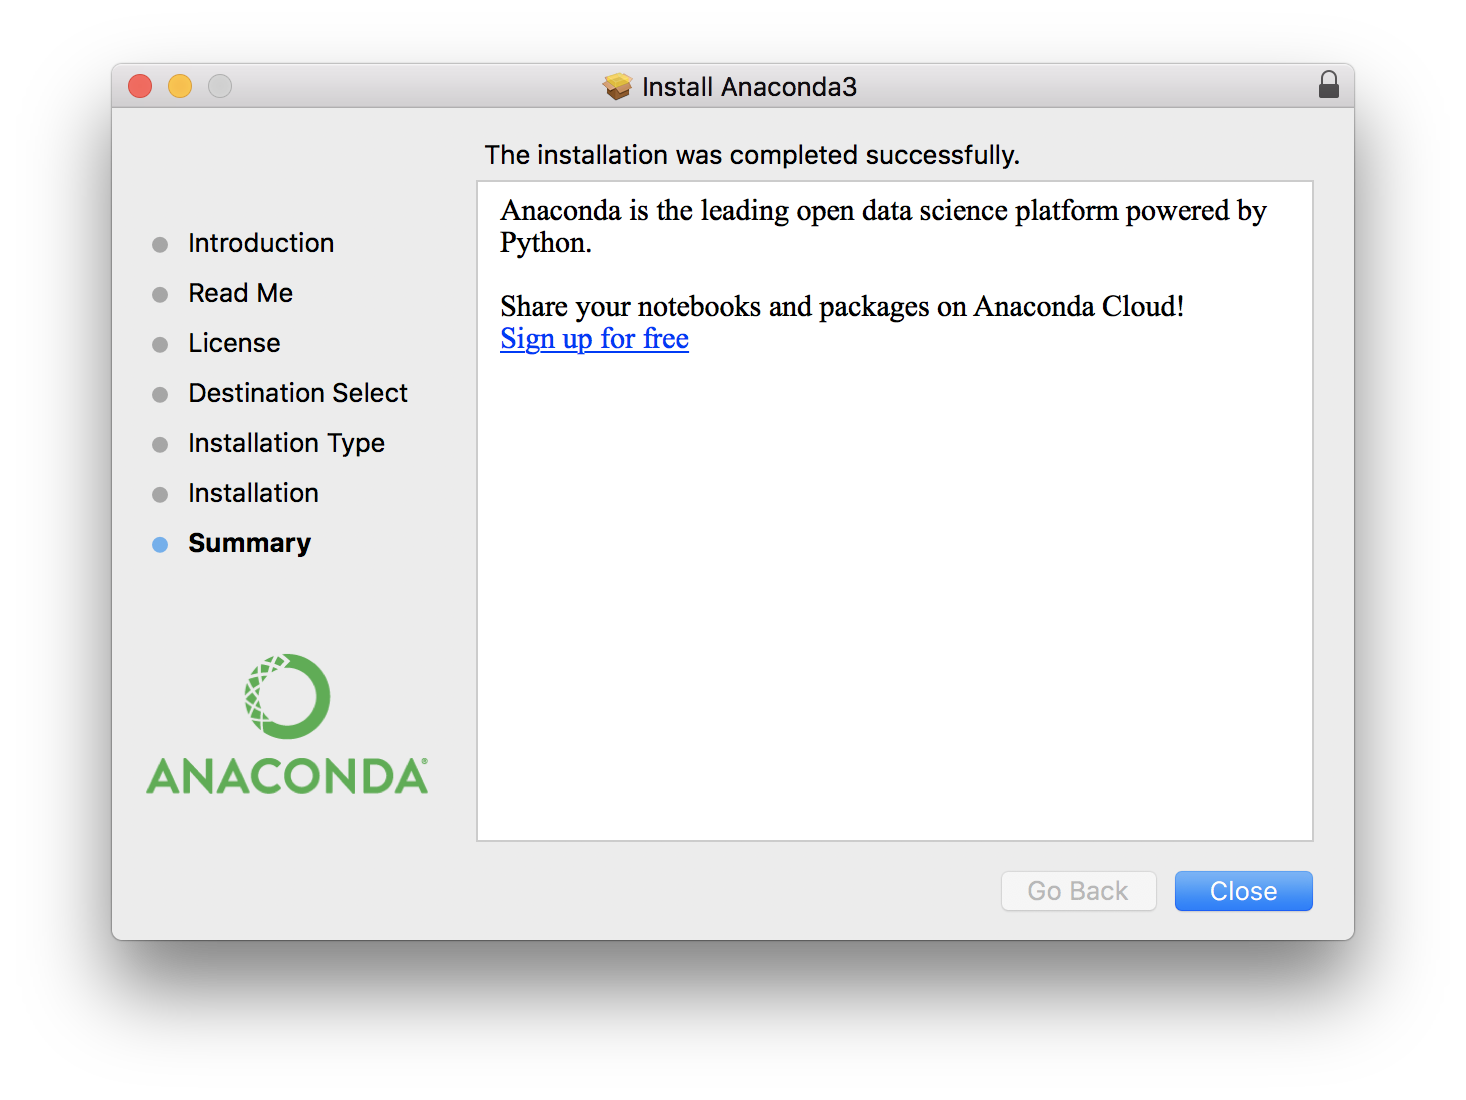 Install Anaconda3
The installation was completed successfully.
Introduction
Read Me
License
Destination Select
Installation Type
Installation
Summary
Anaconda is the leading open data science platform powered by
Python.
Share your notebooks and packages on Anaconda Cloud!
Sign up for free
ANACONDA®
Go Back
Close